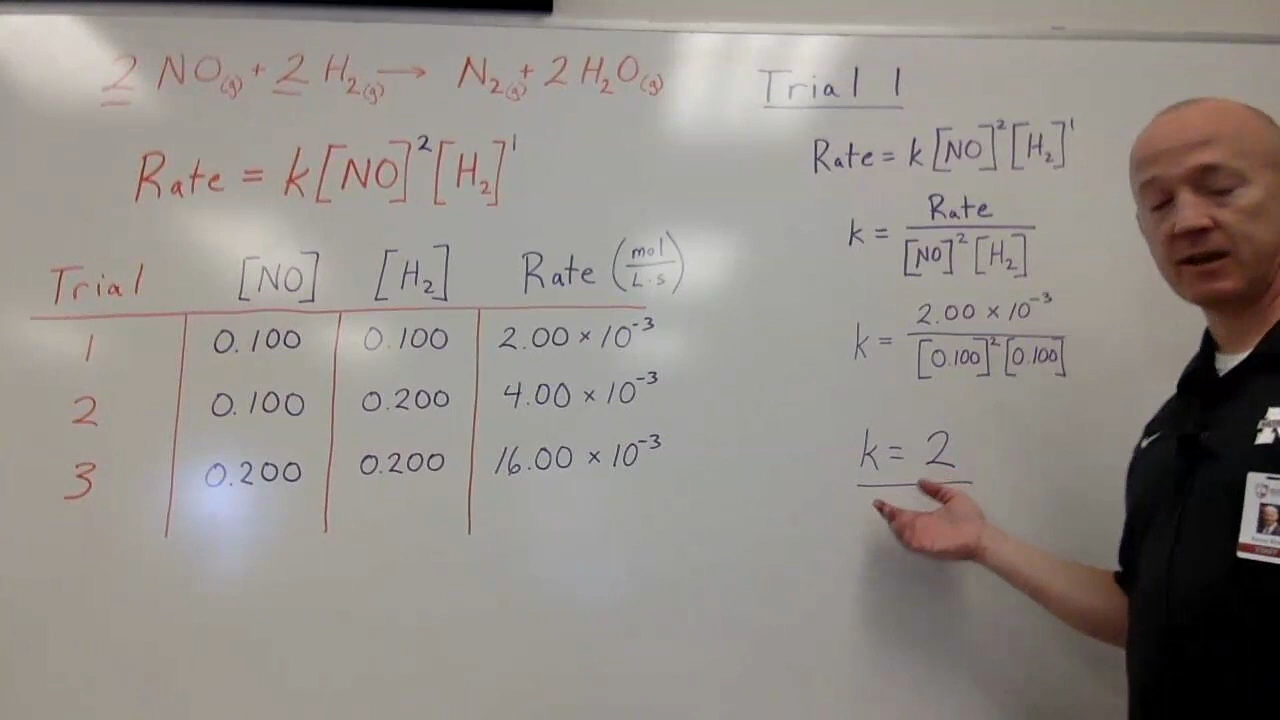 2 NO(g) + 2 H₂(g) → N₂(g) + 2 H₂O(g)
Rate = k[NO]²[H₂]¹
Trial [NO] [H₂] Rate (mol/L·s)
1 0.100 0.100 2.00 × 10⁻³
2 0.100 0.200 4.00 × 10⁻³
3 0.200 0.200 16.00 × 10⁻³
Trial 1
Rate = k[NO]²[H₂]¹
k = Rate / [NO]²[H₂]
k = 2.00 × 10⁻³ / [0.100]²[0.100]
k = 2